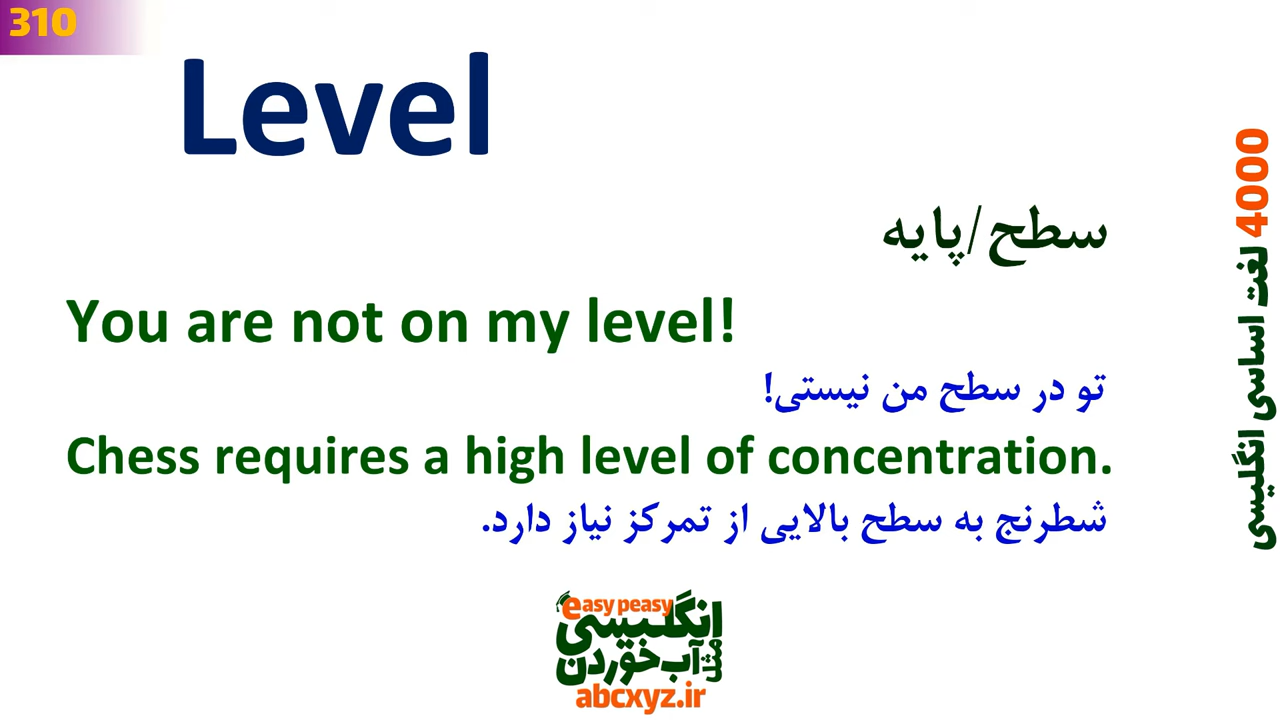 310
Level
سطح/پایه
You are not on my level!
تو در سطح من نیستی!
Chess requires a high level of concentration.
شطرنج به سطح بالایی از تمرکز نیاز دارد.
4000 لغت اساسی انگلیسی
easy peasy
انگلیسی
مثل آب خوردن
abcxyz.ir